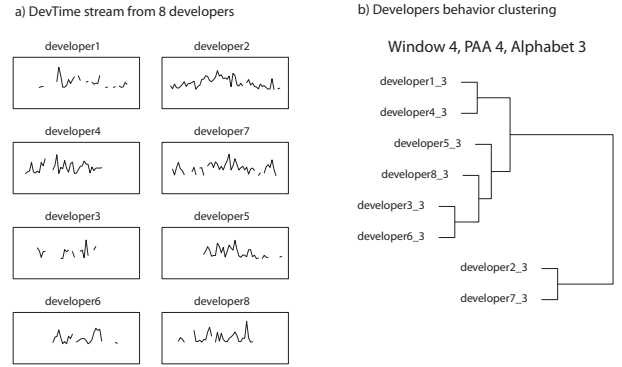 a) DevTime stream from 8 developers
developer1
developer2
developer4
developer7
developer3
developer5
developer6
developer8
b) Developers behavior clustering
Window 4, PAA 4, Alphabet 3
developer1_3
developer4_3
developer5_3
developer8_3
developer3_3
developer6_3
developer2_3
developer7_3